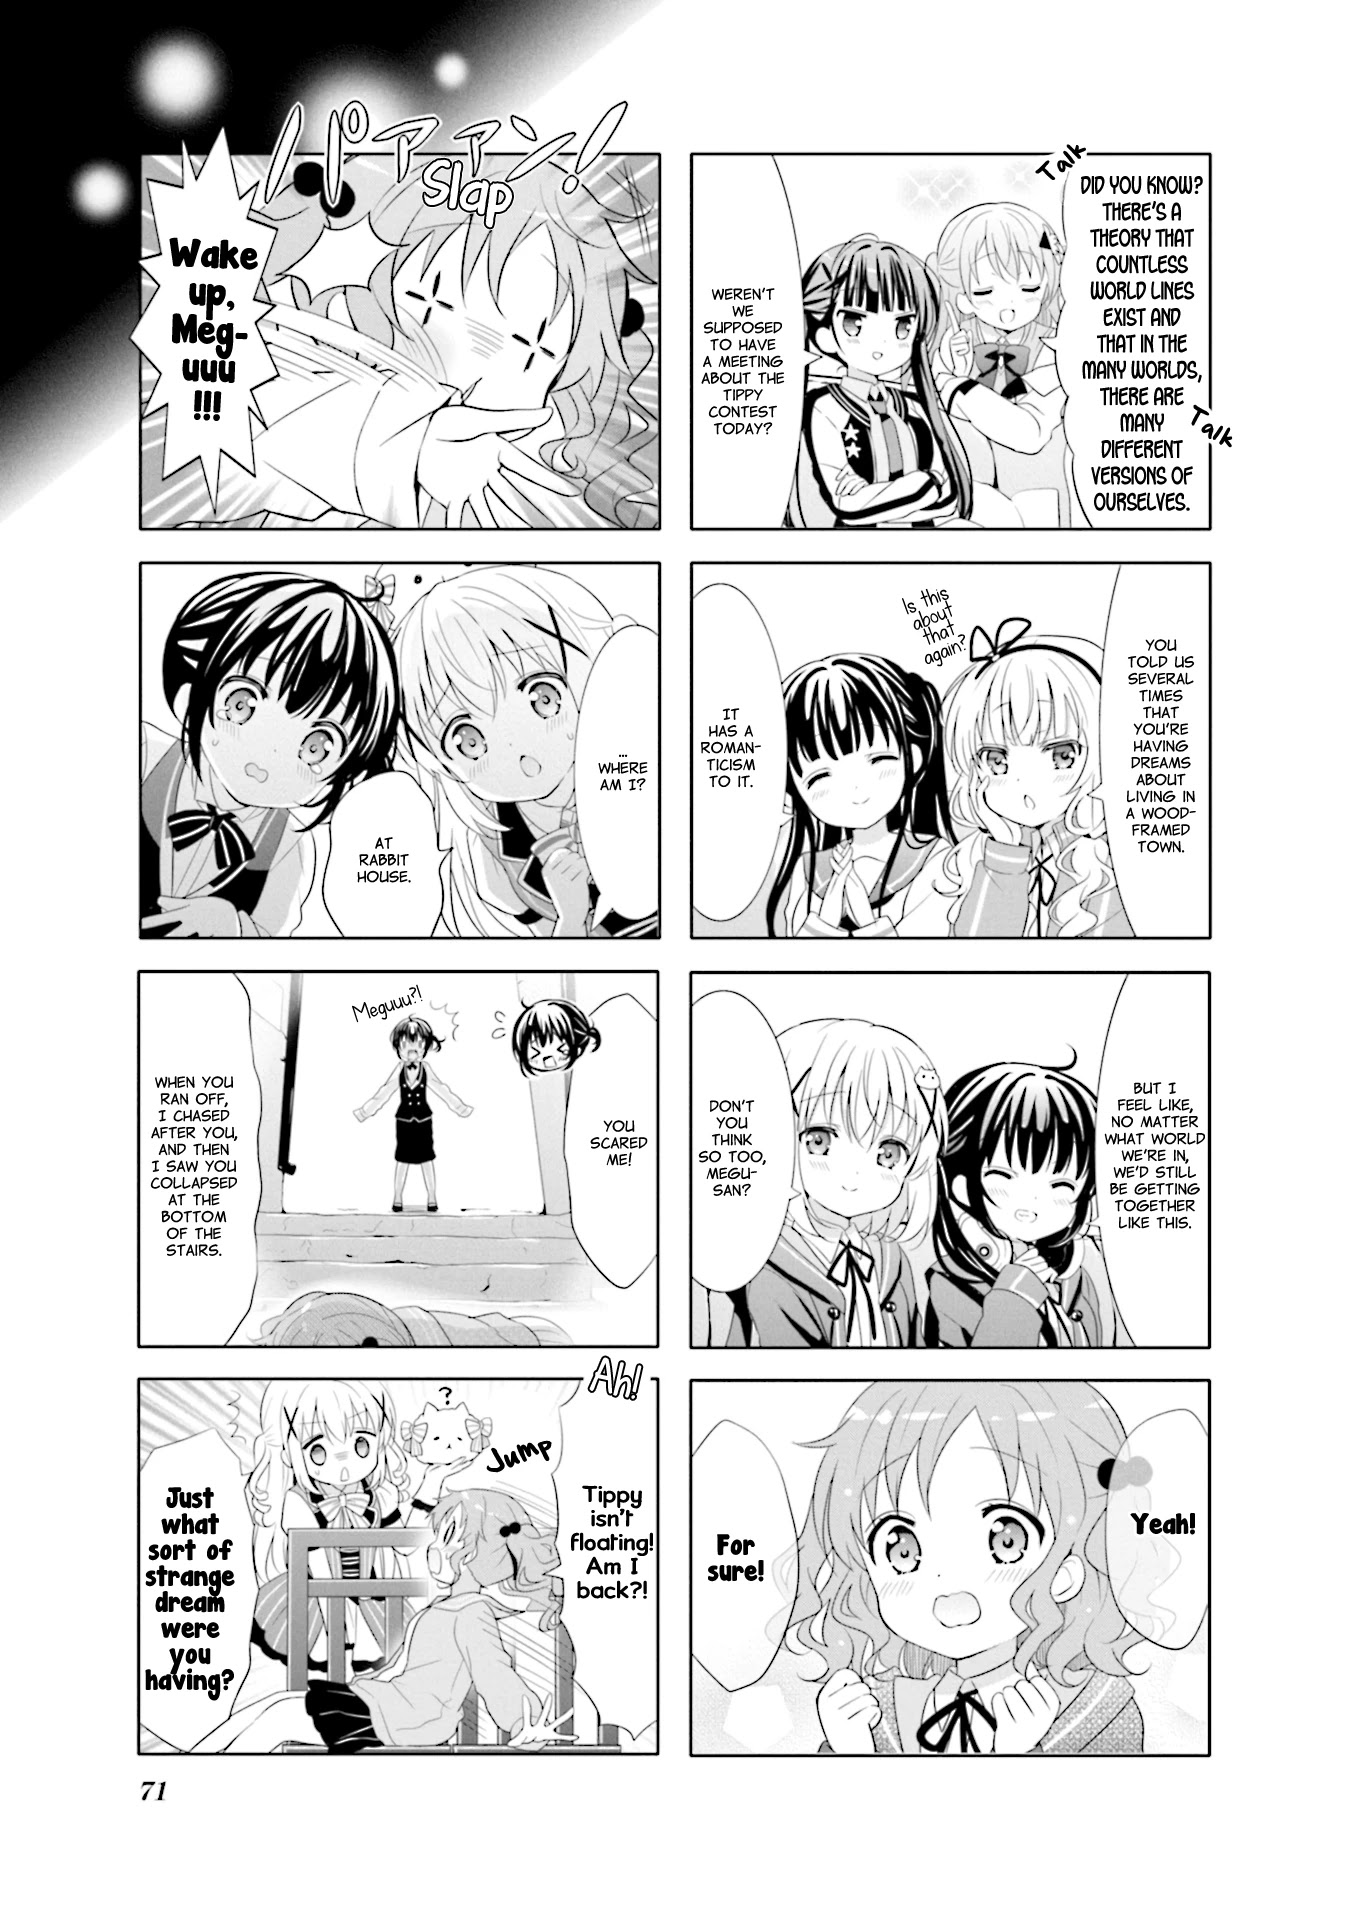 Talk
DID YOU KNOW?
THERE'S A
THEORY THAT
COUNTLESS
WORLD LINES
EXIST AND
THAT IN THE
MANY WORLDS,
THERE ARE
MANY
DIFFERENT
VERSIONS OF
OURSELVES.
Talk
WEREN'T
WE
SUPPOSED
TO HAVE
A MEETING
ABOUT THE
TIPPY
CONTEST
TODAY?
YOU
TOLD US
SEVERAL
TIMES
THAT
YOU'RE
HAVING
DREAMS
ABOUT
LIVING IN
A WOOD-
FRAMED
TOWN.
Is this
about
that
again?
IT
HAS A
ROMAN-
TICISM
TO IT.
BUT I
FEEL LIKE,
NO MATTER
WHAT WORLD
WE'RE IN,
WE'D STILL
BE GETTING
TOGETHER
LIKE THIS.
DON'T
YOU
THINK
SO TOO,
MEGU-
SAN?
Yeah!
For
sure!
パァァン!
Slap
Wake
up,
Meg-
uuu
!!!
...
WHERE
AM I?
AT
RABBIT
HOUSE.
YOU
SCARED
ME!
Meguuu?!
WHEN YOU
RAN OFF,
I CHASED
AFTER YOU,
AND THEN
I SAW YOU
COLLAPSED
AT THE
BOTTOM
OF THE
STAIRS.
Ah!
Tippy
isn't
floating!
Am I
back?!
Jump
?
Just
what
sort of
strange
dream
were
you
having?
71